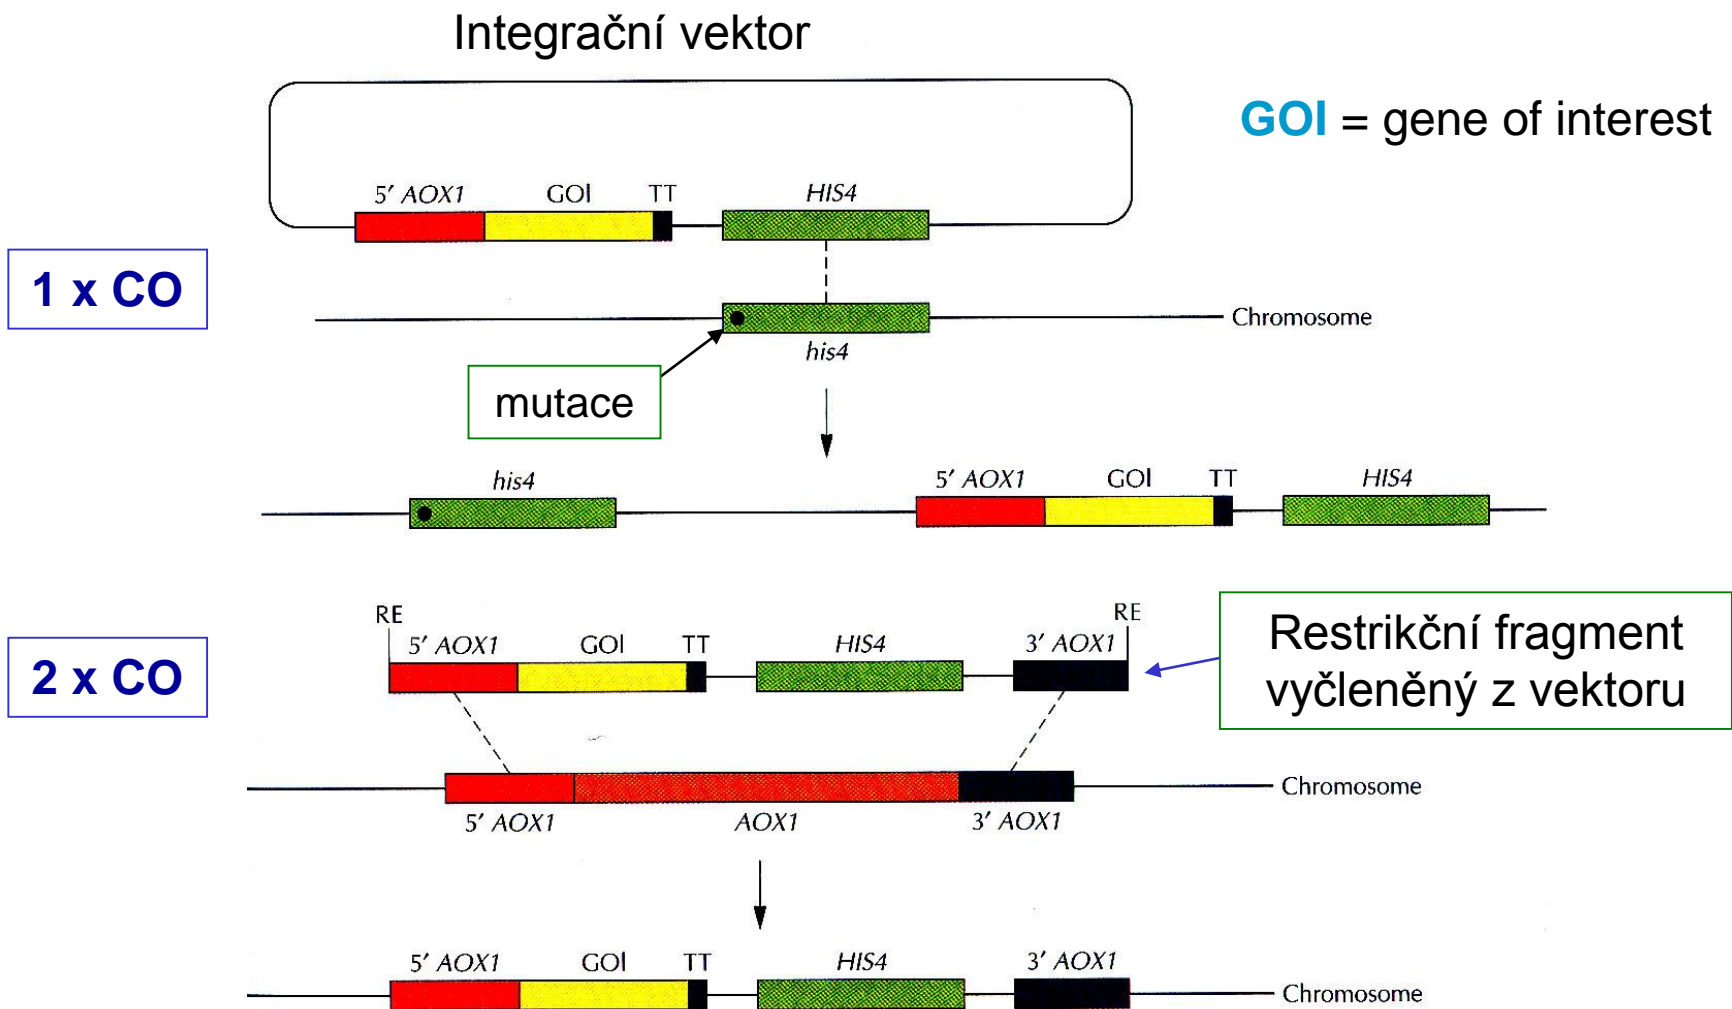 Integrační vektor
GOI = gene of interest
5′ AOX1 GOI TT HIS4
1 x CO
Chromosome
his4
mutace
his4 5′ AOX1 GOI TT HIS4
RE RE
5′ AOX1 GOI TT HIS4 3′ AOX1
2 x CO
Restrikční fragment
vyčleněný z vektoru
Chromosome
5′ AOX1 AOX1 3′ AOX1
5′ AOX1 GOI TT HIS4 3′ AOX1
Chromosome